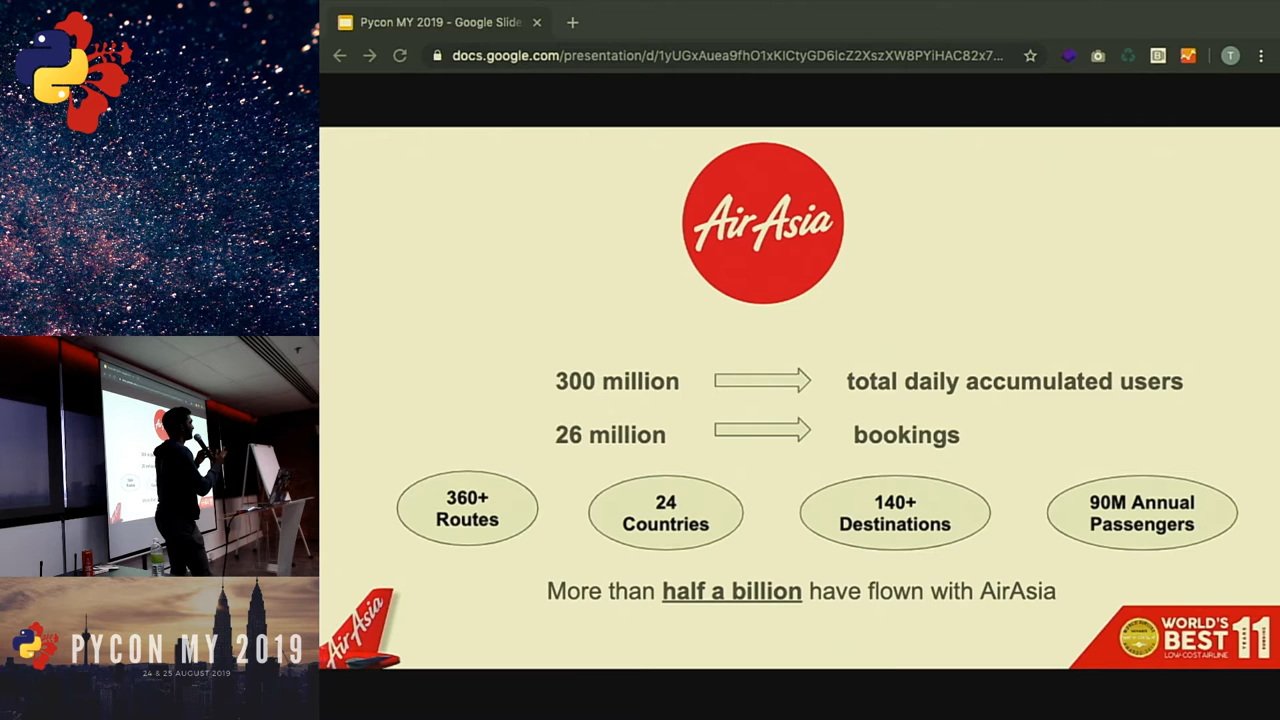 Pycon MY 2019 - Google Slide
docs.google.com/presentation/d/1yUGxAuea9fhO1xKICtyGD6IcZ2XszXW8PYiHAC82x7...
T
AirAsia
300 million
total daily accumulated users
26 million
bookings
360+
Routes
24
Countries
140+
Destinations
90M Annual
Passengers
More than half a billion have flown with AirAsia
AirAsia
WORLD'S
BEST
LOW-COST AIRLINE
11
YEARS
PYCON MY 2019
24 & 25 AUGUST 2019